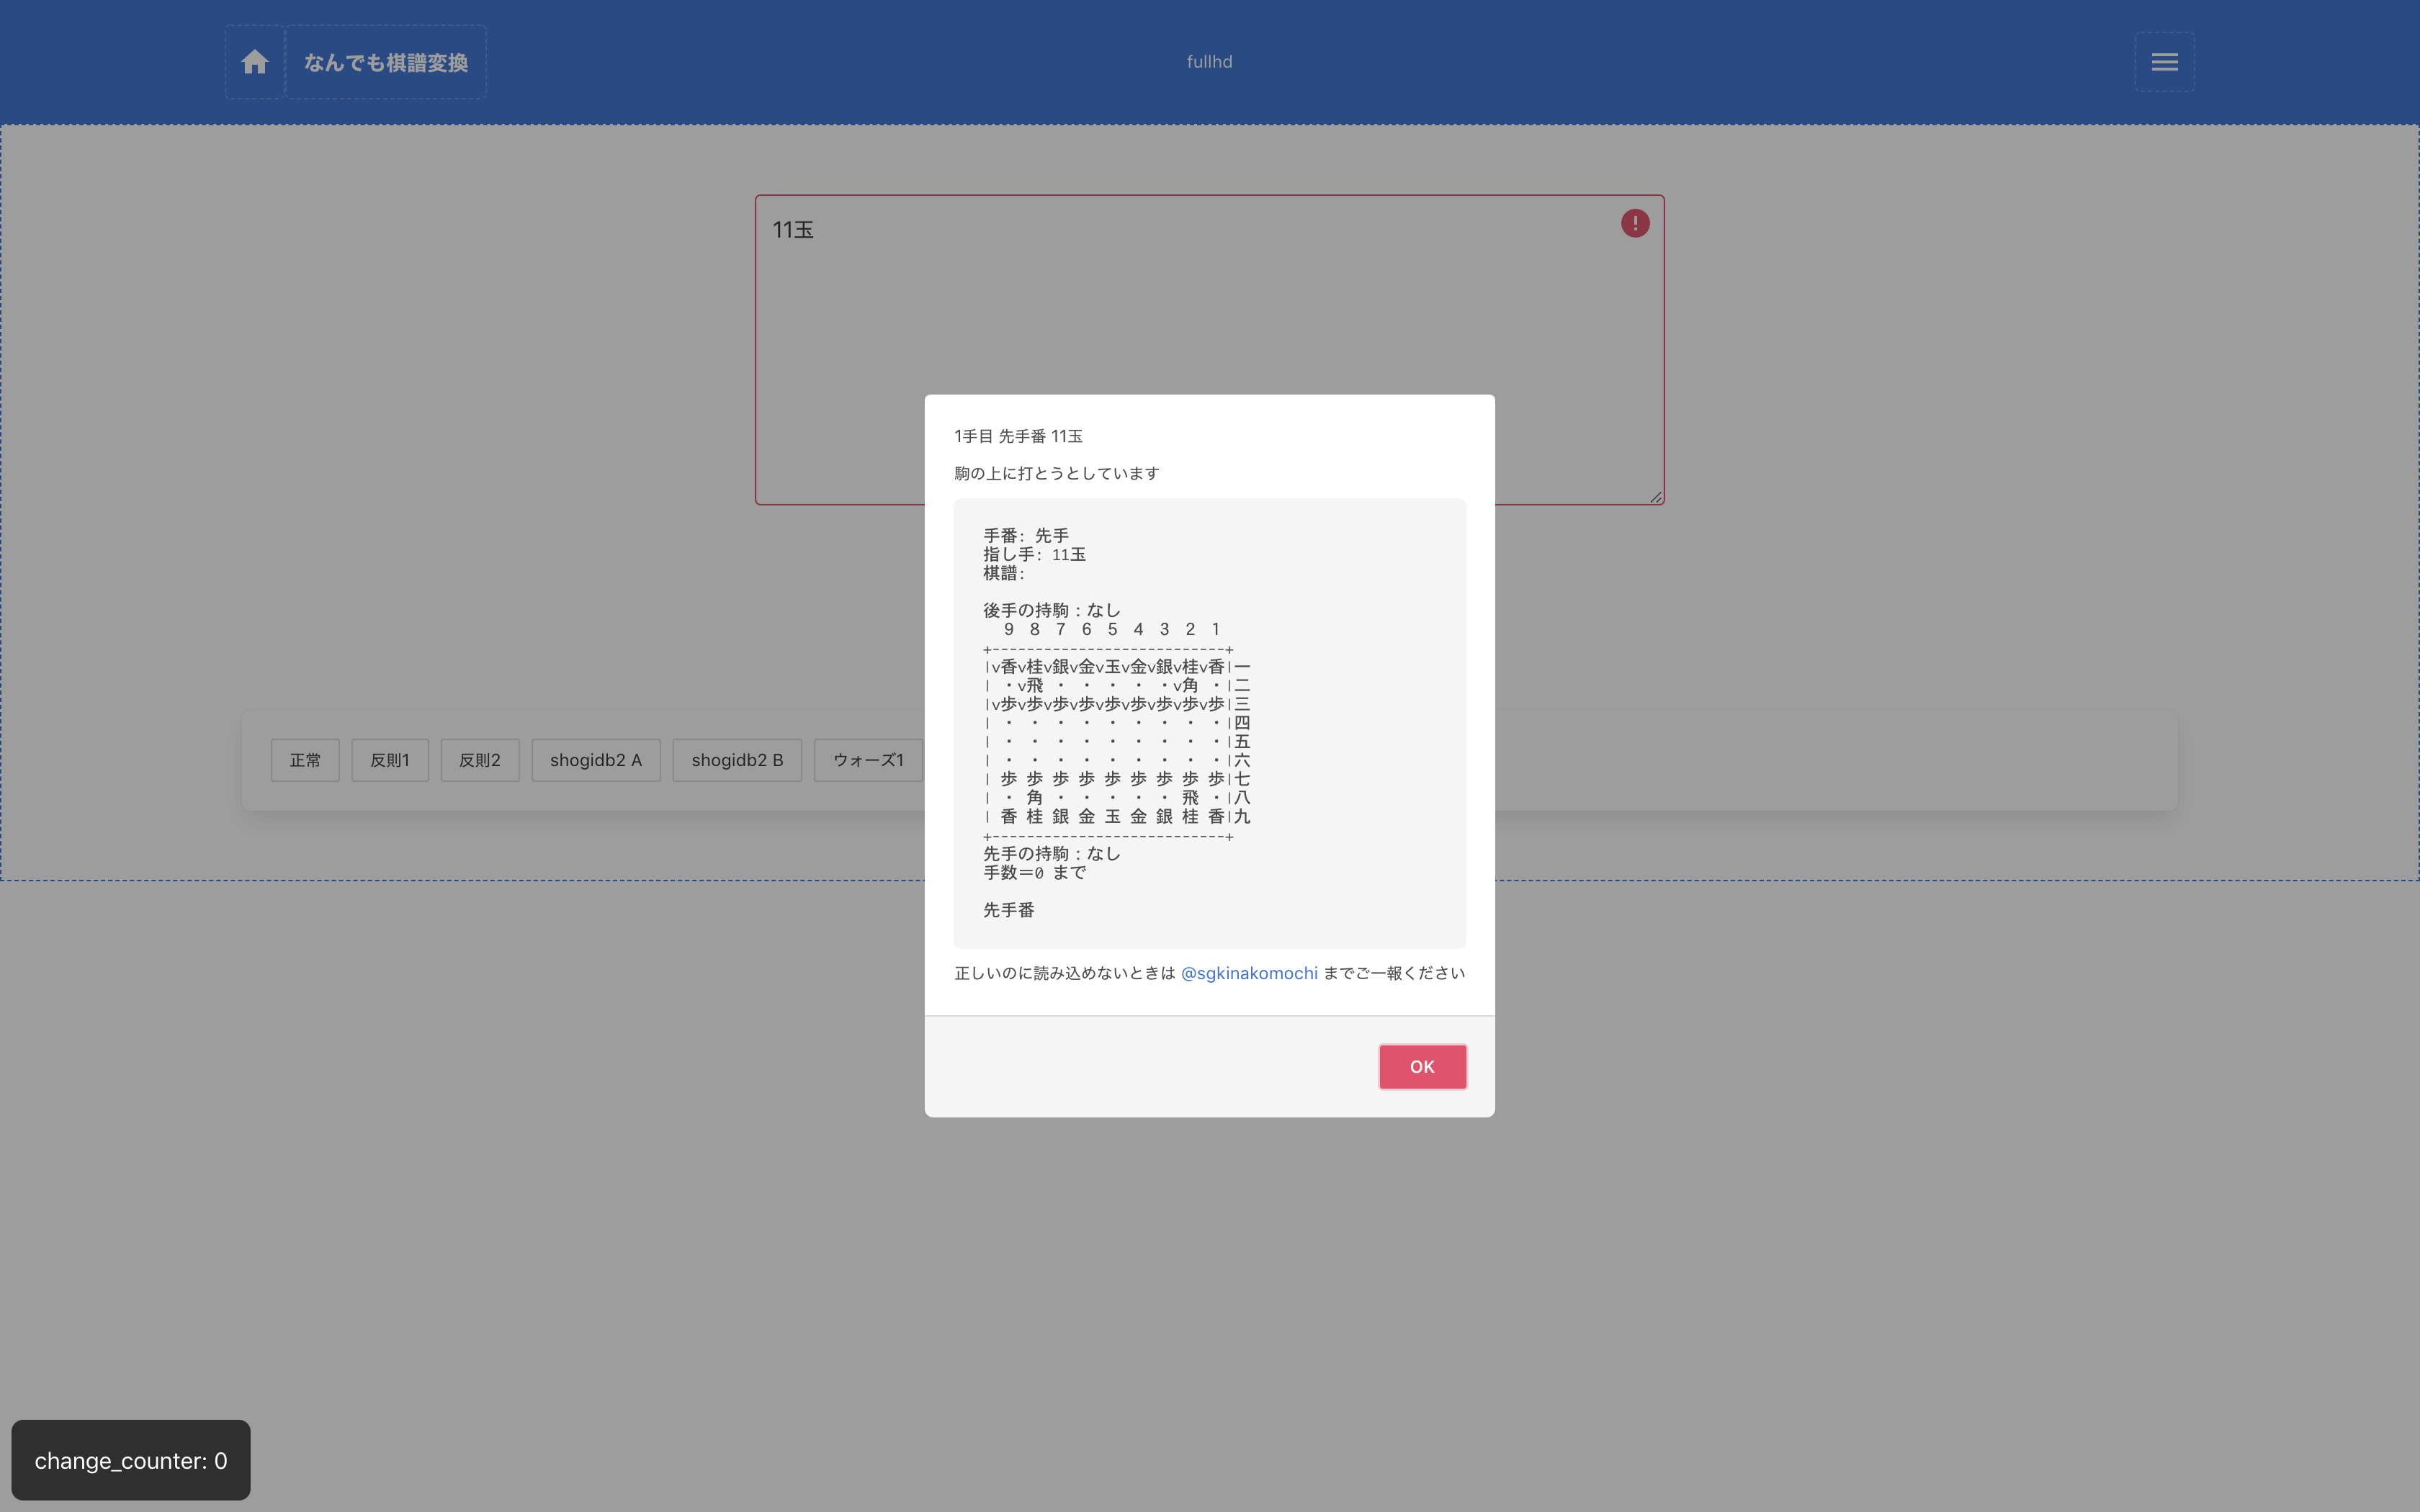 なんでも棋譜変換
fullhd
11玉
1手目 先手番 11玉
駒の上に打とうとしています
手番: 先手
指し手: 11玉
棋譜:
後手の持駒：なし
  9 8 7 6 5 4 3 2 1
+---------------------------+
|v香v桂v銀v金v玉v金v銀v桂v香|一
| ・v飛 ・ ・ ・ ・ ・v角 ・|二
|v歩v歩v歩v歩v歩v歩v歩v歩v歩|三
| ・ ・ ・ ・ ・ ・ ・ ・ ・|四
| ・ ・ ・ ・ ・ ・ ・ ・ ・|五
| ・ ・ ・ ・ ・ ・ ・ ・ ・|六
| 歩 歩 歩 歩 歩 歩 歩 歩 歩|七
| ・ 角 ・ ・ ・ ・ ・ 飛 ・|八
| 香 桂 銀 金 玉 金 銀 桂 香|九
+---------------------------+
先手の持駒：なし
手数＝0 まで
先手番
正しいのに読み込めないときは @sgkinakomochi までご一報ください
OK
正常 反則1 反則2 shogidb2 A shogidb2 B ウォーズ1
change_counter: 0